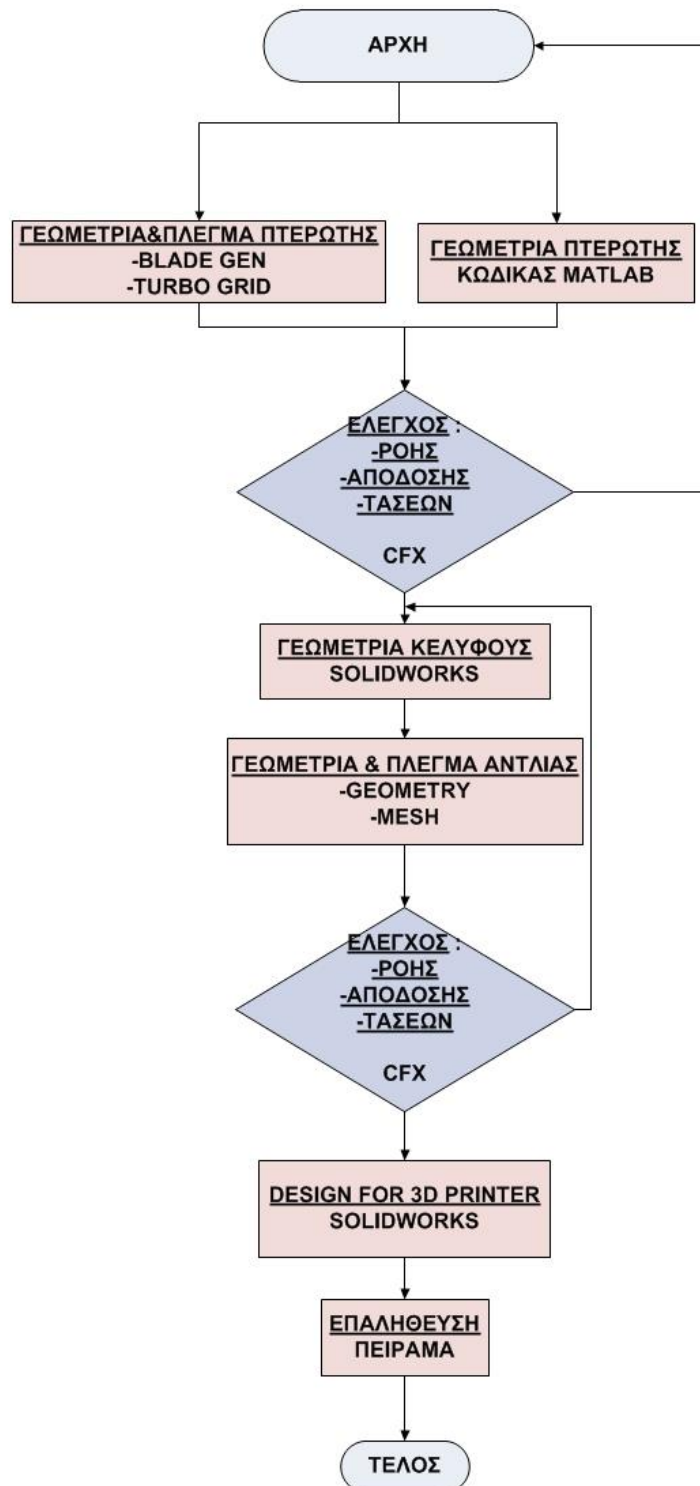 ΑΡΧΗ
ΓΕΩΜΕΤΡΙΑ&ΠΛΕΓΜΑ ΠΤΕΡΩΤΗΣ
-BLADE GEN
-TURBO GRID
ΓΕΩΜΕΤΡΙΑ ΠΤΕΡΩΤΗΣ
ΚΩΔΙΚΑΣ MATLAB
ΕΛΕΓΧΟΣ :
-ΡΟΗΣ
-ΑΠΟΔΟΣΗΣ
-ΤΑΣΕΩΝ
CFX
ΓΕΩΜΕΤΡΙΑ ΚΕΛΥΦΟΥΣ
SOLIDWORKS
ΓΕΩΜΕΤΡΙΑ & ΠΛΕΓΜΑ ΑΝΤΛΙΑΣ
-GEOMETRY
-MESH
ΕΛΕΓΧΟΣ :
-ΡΟΗΣ
-ΑΠΟΔΟΣΗΣ
-ΤΑΣΕΩΝ
CFX
DESIGN FOR 3D PRINTER
SOLIDWORKS
ΕΠΑΛΗΘΕΥΣΗ
ΠΕΙΡΑΜΑ
ΤΕΛΟΣ